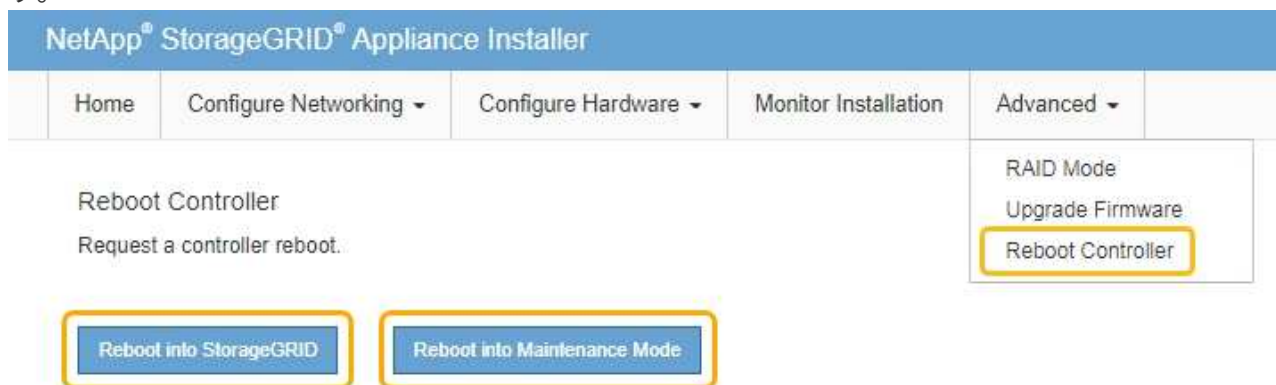 す。
NetApp® StorageGRID® Appliance Installer
Home Configure Networking Configure Hardware Monitor Installation Advanced
RAID Mode
Upgrade Firmware
Reboot Controller
Reboot Controller
Request a controller reboot.
Reboot into StorageGRID Reboot into Maintenance Mode